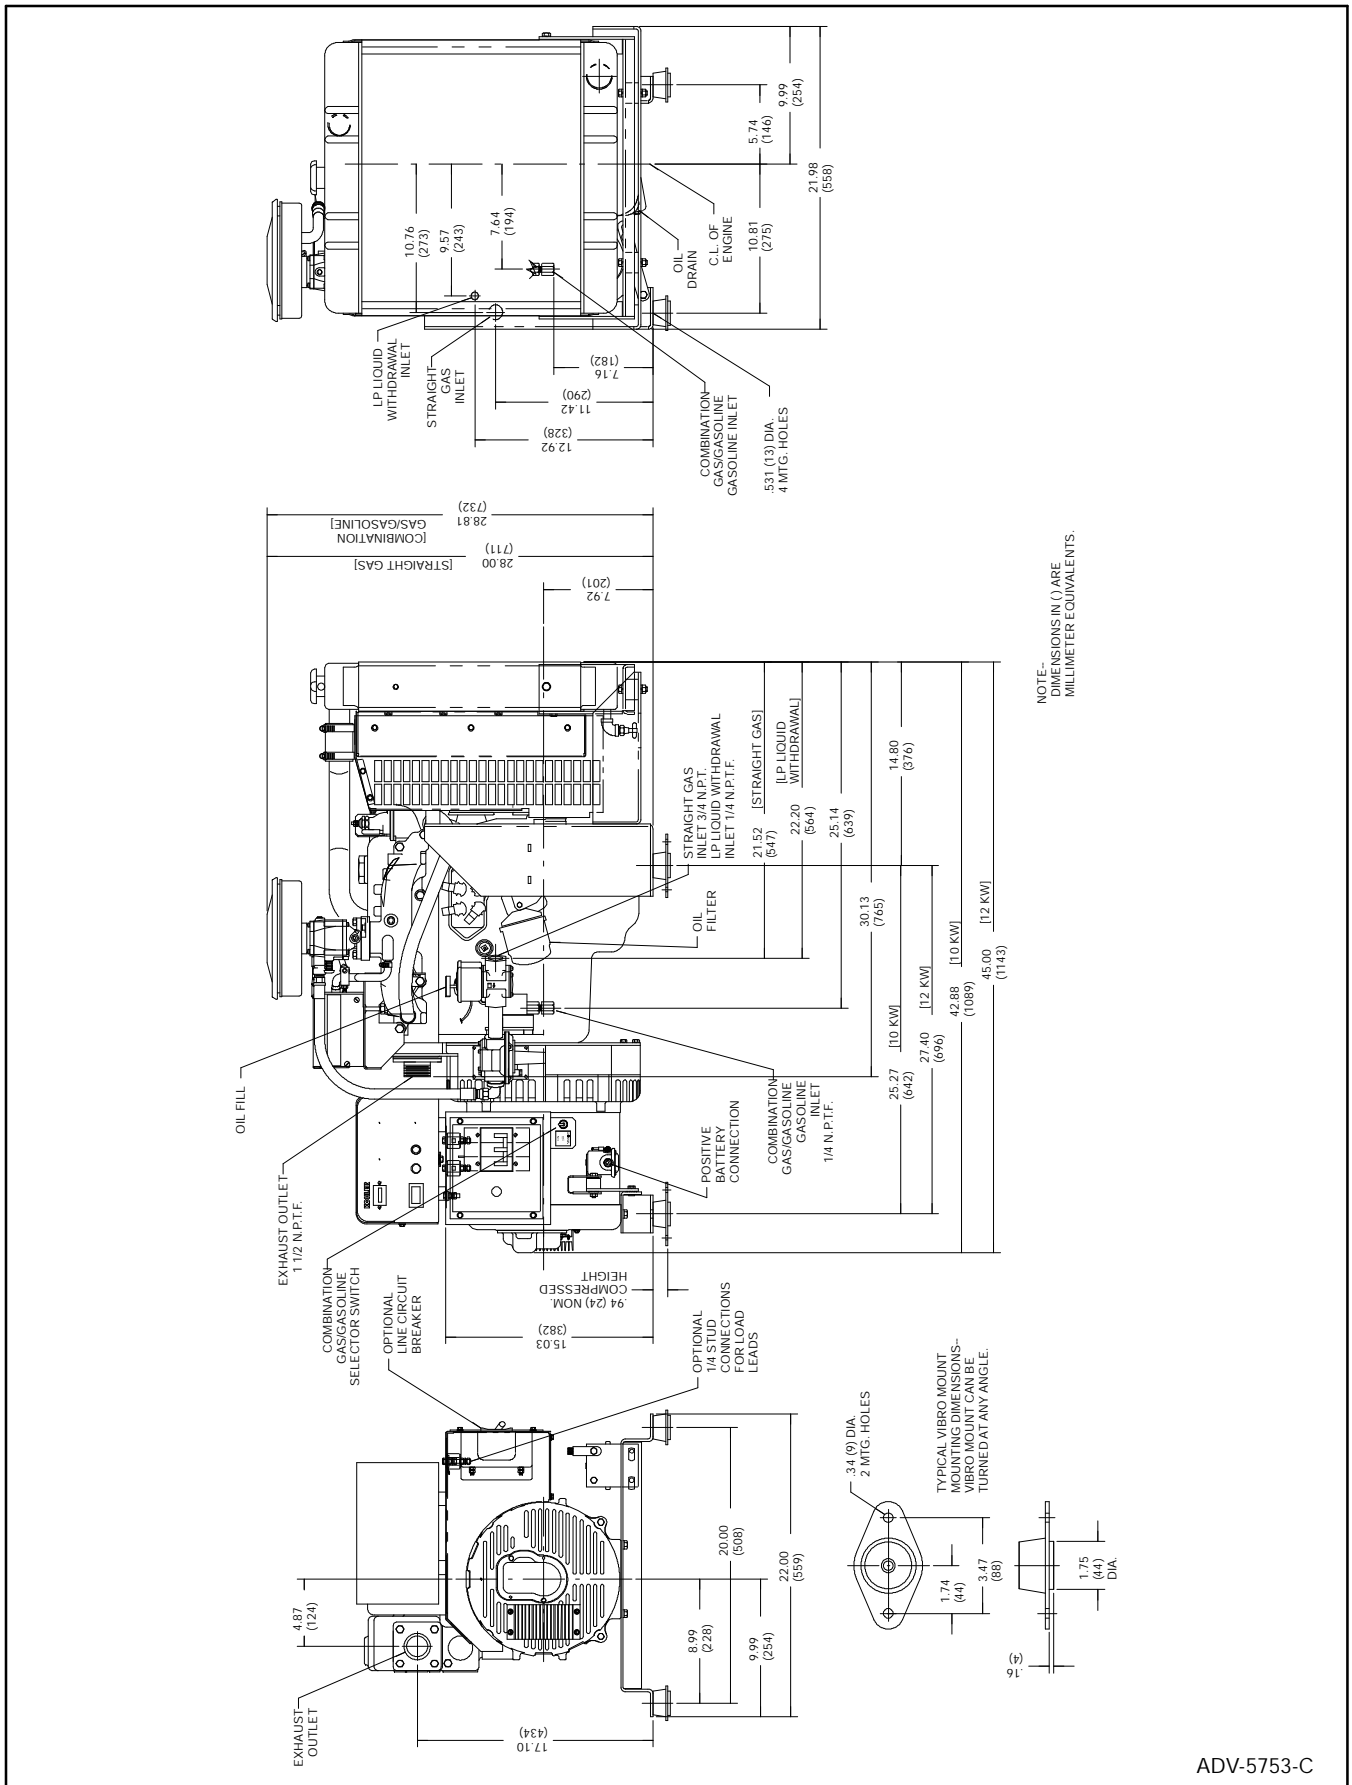 10.76
(273)
9.57
(243)
7.64
(194)
5.74
(146)
9.99
(254)
21.98
(558)
10.81
(275)
C.L. OF
ENGINE
OIL
DRAIN
LP LIQUID
WITHDRAWAL
INLET
STRAIGHT
GAS
INLET
7.16
(182)
11.42
(290)
12.92
(328)
COMBINATION
GAS/GASOLINE
GASOLINE INLET
.531 (13) DIA.
4 MTG. HOLES
28.81
(732)
[COMBINATION
GAS/GASOLINE]
28.00
(711)
[STRAIGHT GAS]
7.92
(201)
OIL FILL
EXHAUST OUTLET
1 1/2 N.P.T.F.
COMBINATION
GAS/GASOLINE
SELECTOR SWITCH
KOHLER
STRAIGHT GAS
INLET 3/4 N.P.T.
LP LIQUID WITHDRAWAL
INLET 1/4 N.P.T.F.
OIL
FILTER
POSITIVE
BATTERY
CONNECTION
COMBINATION
GAS/GASOLINE
GASOLINE
INLET
1/4 N.P.T.F.
21.52
(547)
[STRAIGHT GAS]
22.20
(564)
[LP LIQUID
WITHDRAWAL]
25.14
(639)
30.13
(765)
14.80
(376)
25.27
(642)
[10 KW]
27.40
(696)
[12 KW]
42.88
(1089)
[10 KW]
45.00
(1143)
[12 KW]
NOTE--
DIMENSIONS IN ( ) ARE
MILLIMETER EQUIVALENTS.
.94 (24) NOM.
COMPRESSED
HEIGHT
15.03
(382)
OPTIONAL
LINE CIRCUIT
BREAKER
OPTIONAL
1/4 STUD
CONNECTIONS
FOR LOAD
LEADS
4.87
(124)
EXHAUST
OUTLET
17.10
(434)
8.99
(228)
20.00
(508)
9.99
(254)
22.00
(559)
.34 (9) DIA.
2 MTG. HOLES
TYPICAL VIBRO MOUNT
MOUNTING DIMENSIONS--
VIBRO MOUNT CAN BE
TURNED AT ANY ANGLE.
1.74
(44)
3.47
(88)
1.75
(44)
DIA.
.16
(4)
ADV-5753-C